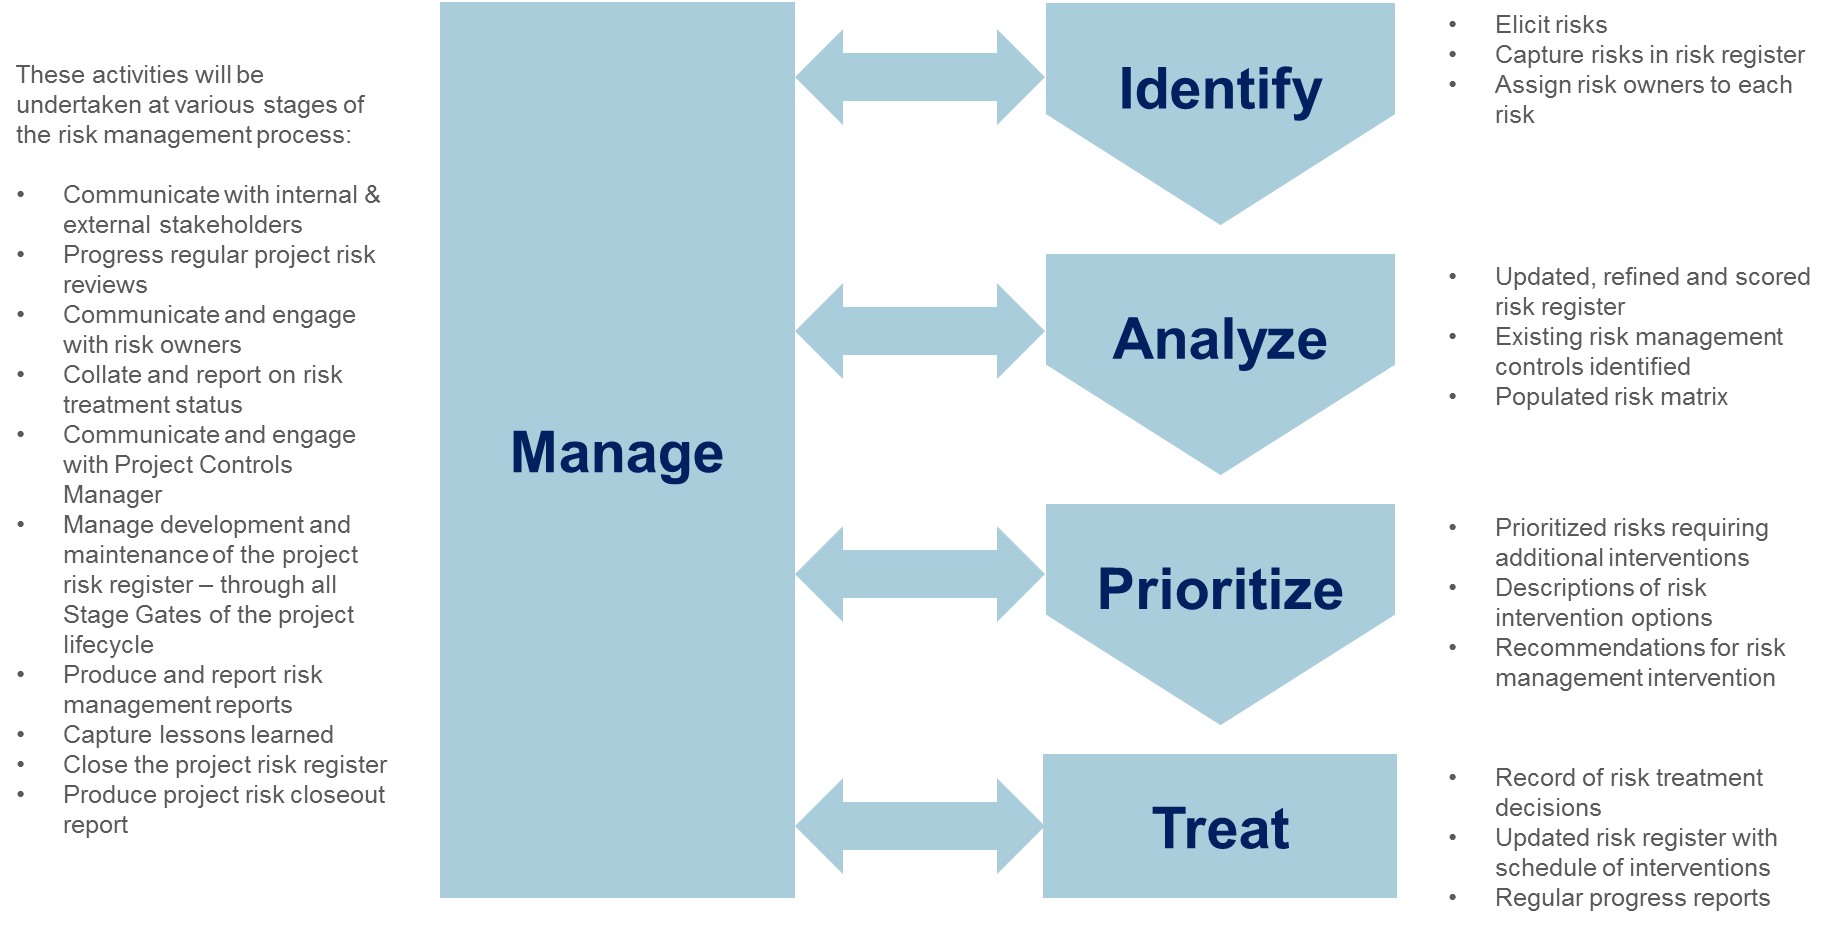 These activities will be
undertaken at various stages of
the risk management process:
• Communicate with internal &
external stakeholders
• Progress regular project risk
reviews
• Communicate and engage
with risk owners
• Collate and report on risk
treatment status
• Communicate and engage
with Project Controls
Manager
• Manage development and
maintenance of the project
risk register – through all
Stage Gates of the project
lifecycle
• Produce and report risk
management reports
• Capture lessons learned
• Close the project risk register
• Produce project risk closeout
report
Manage
Identify
• Elicit risks
• Capture risks in risk register
• Assign risk owners to each
risk
Analyze
• Updated, refined and scored
risk register
• Existing risk management
controls identified
• Populated risk matrix
Prioritize
• Prioritized risks requiring
additional interventions
• Descriptions of risk
intervention options
• Recommendations for risk
management intervention
Treat
• Record of risk treatment
decisions
• Updated risk register with
schedule of interventions
• Regular progress reports